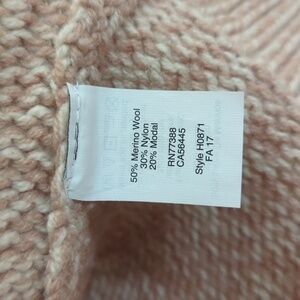 50% Merino Wool
30% Nylon
20% Modal
RN77388
CA56445
Style H0871
FA 17